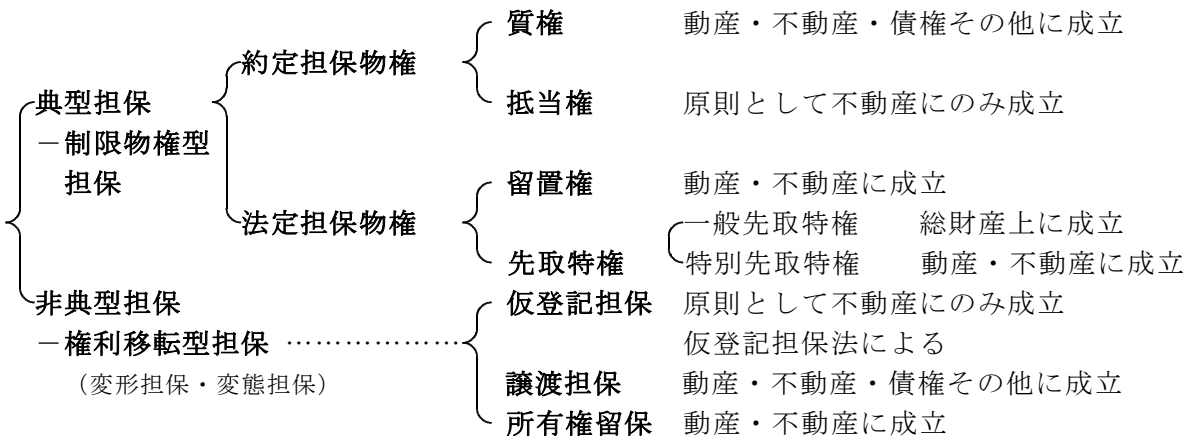 質権 動産・不動産・債権その他に成立
約定担保物権
典型担保 抵当権 原則として不動産にのみ成立
－制限物権型
担保 留置権 動産・不動産に成立
法定担保物権 一般先取特権 総財産上に成立
先取特権 特別先取特権 動産・不動産に成立
非典型担保 仮登記担保 原則として不動産にのみ成立
－権利移転型担保 ………………… 仮登記担保法による
（変形担保・変態担保） 譲渡担保 動産・不動産・債権その他に成立
所有権留保 動産・不動産に成立